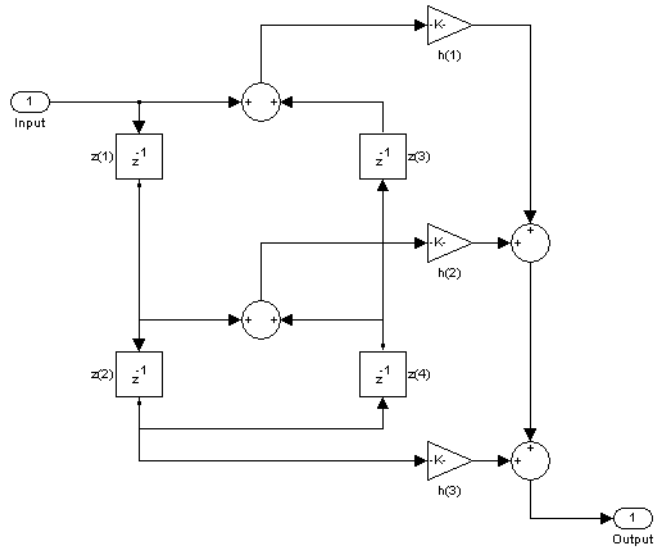 -K-
h(1)
1
Input
+ +
z(1) z⁻¹
z⁻¹ z(3)
+
+ -K-
h(2)
+ +
z(2) z⁻¹
z⁻¹ z(4)
+
+ -K-
h(3)
1
Output